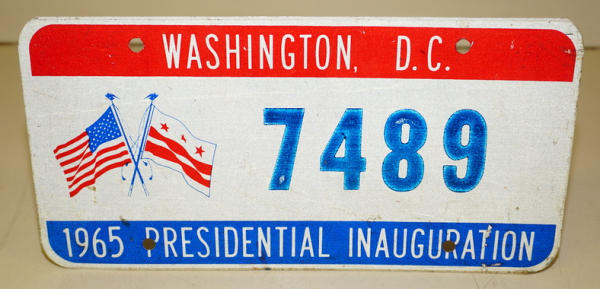 WASHINGTON, D.C.
7489
1965 PRESIDENTIAL INAUGURATION